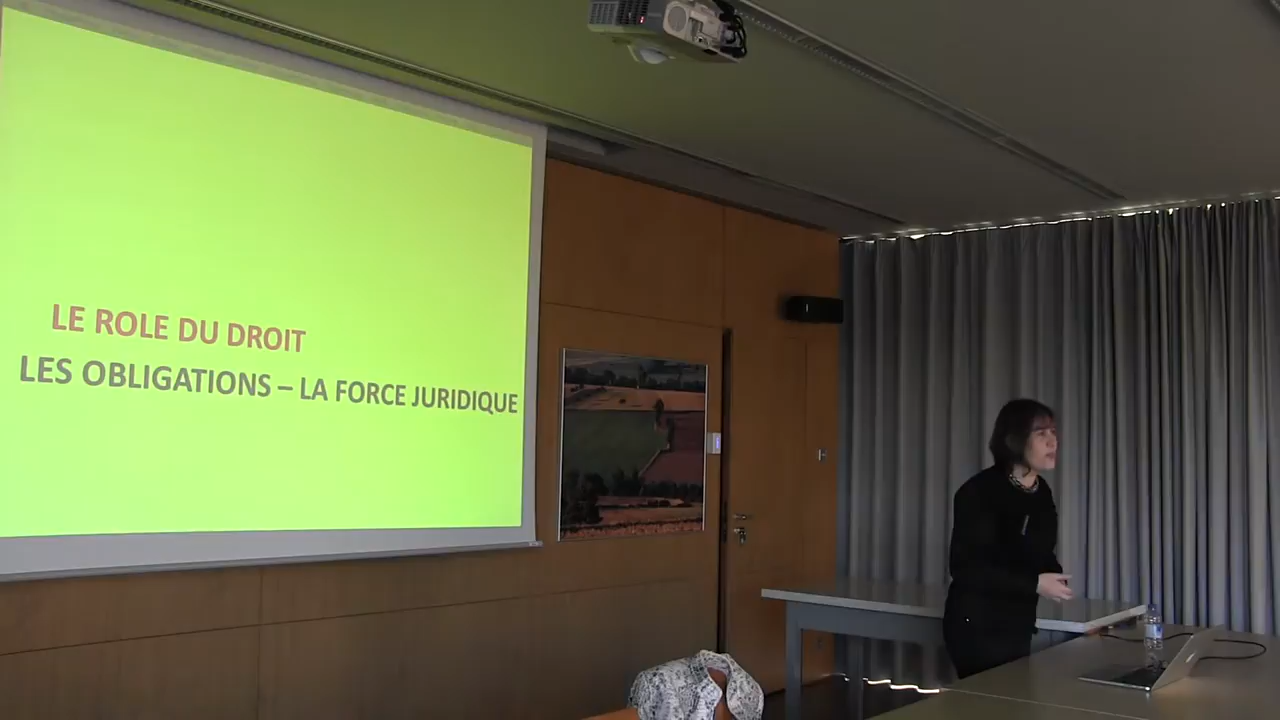 LE ROLE DU DROIT
LES OBLIGATIONS – LA FORCE JURIDIQUE